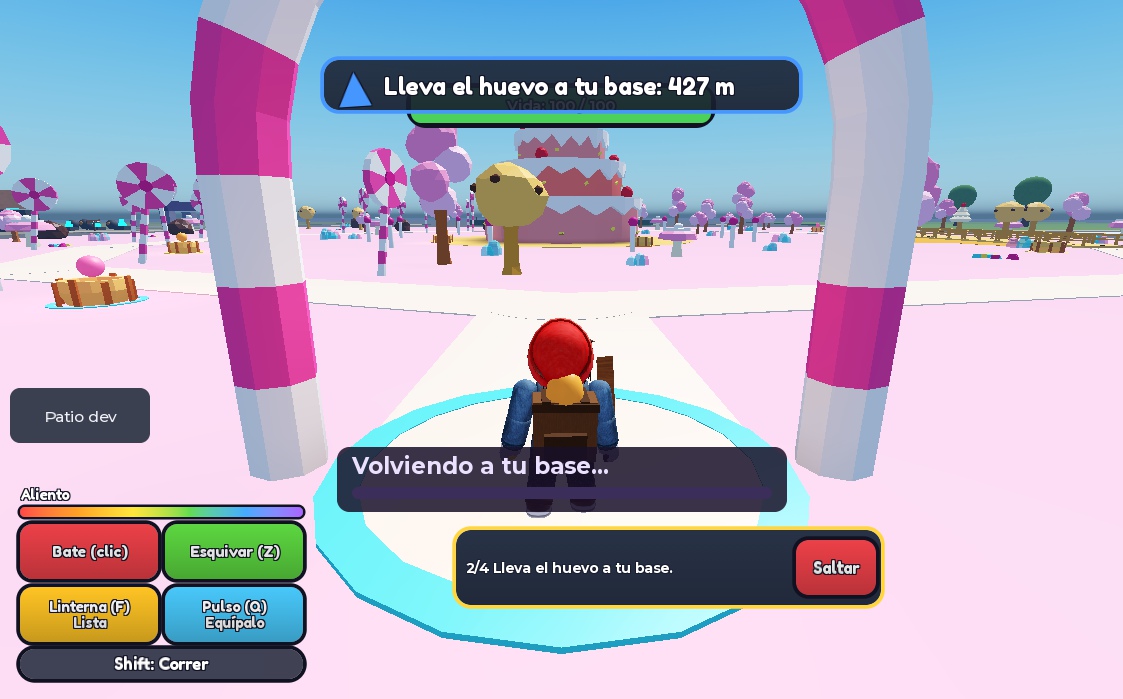 Lleva el huevo a tu base: 427 m
Vida: 100 / 100
Patio dev
Volviendo a tu base...
Aliento
Bate (clic)
Esquivar (Z)
2/4 Lleva el huevo a tu base.
Saltar
Linterna (F)
Lista
Pulso (Q)
Equípalo
Shift: Correr